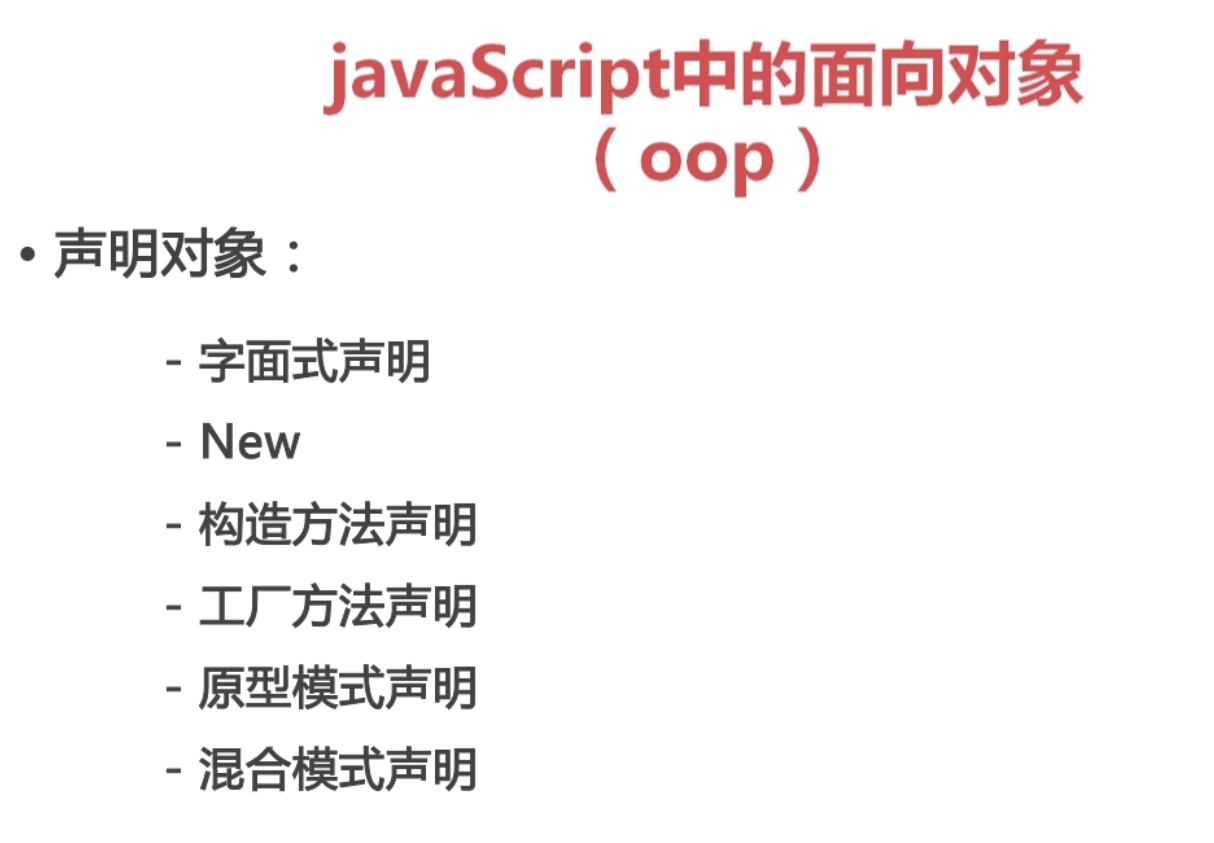 javaScript中的面向对象
（oop）
• 声明对象：
- 字面式声明
- New
- 构造方法声明
- 工厂方法声明
- 原型模式声明
- 混合模式声明